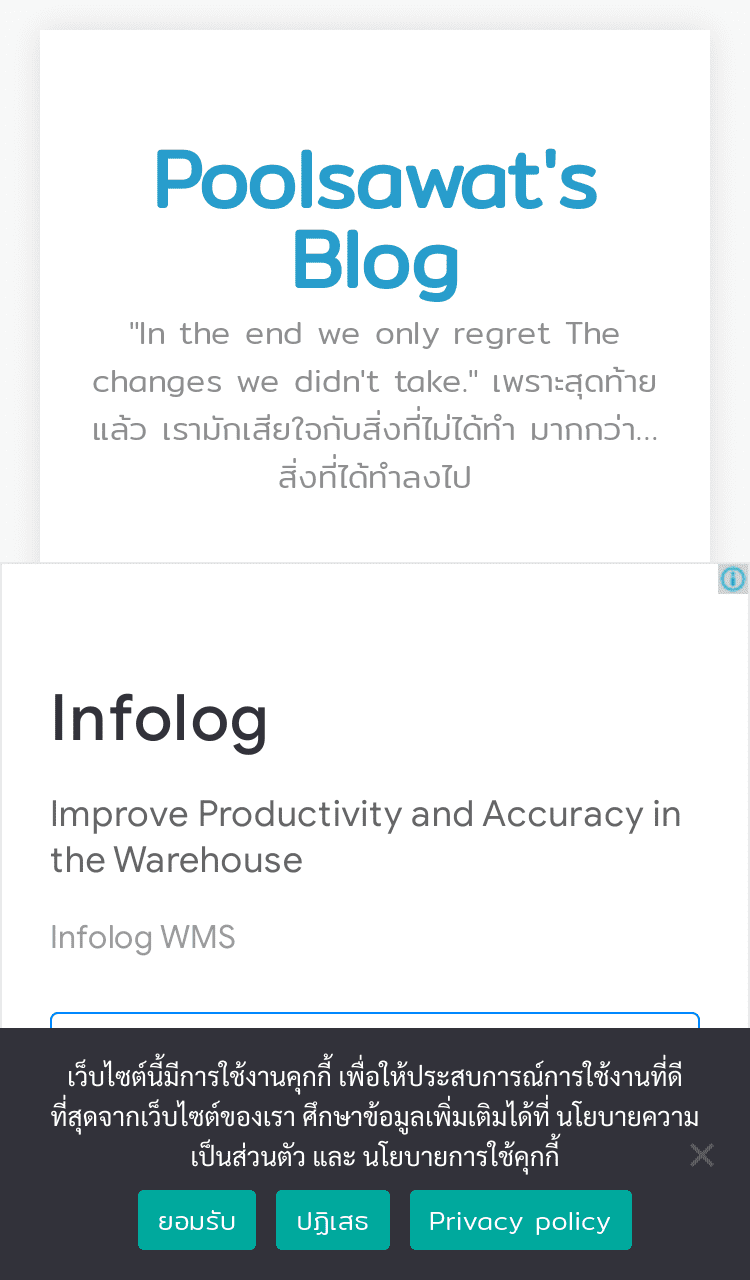 Poolsawat's
Blog
"In the end we only regret The
changes we didn't take." เพราะสุดท้าย
แล้ว เรามักเสียใจกับสิ่งที่ไม่ได้ทำ มากกว่า...
สิ่งที่ได้ทำลงไป
Infolog
Improve Productivity and Accuracy in
the Warehouse
Infolog WMS
เว็บไซต์นี้มีการใช้งานคุกกี้ เพื่อให้ประสบการณ์การใช้งานที่ดี
ที่สุดจากเว็บไซต์ของเรา ศึกษาข้อมูลเพิ่มเติมได้ที่ นโยบายความ
เป็นส่วนตัว และ นโยบายการใช้คุกกี้
ยอมรับ ปฏิเสธ Privacy policy